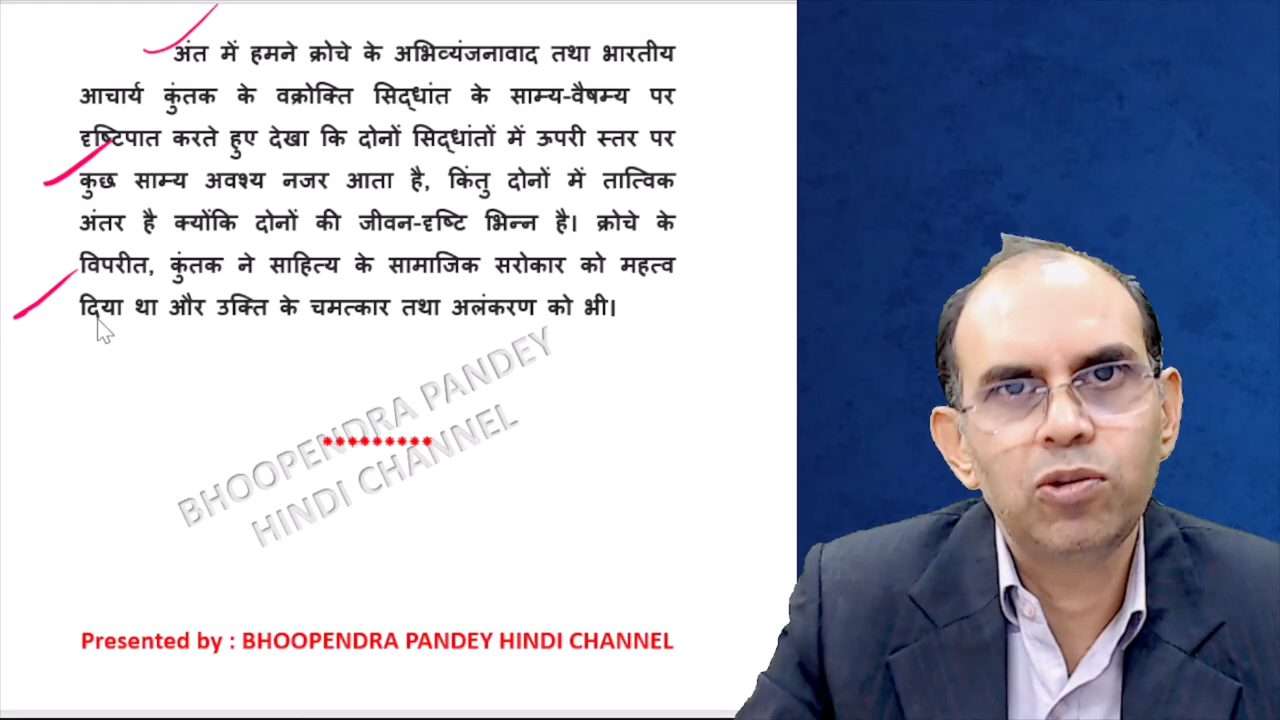 अंत में हमने क्रोचे के अभिव्यंजनावाद तथा भारतीय
आचार्य कुंतक के वक्रोक्ति सिद्धांत के साम्य-वैषम्य पर
दृष्टिपात करते हुए देखा कि दोनों सिद्धांतों में ऊपरी स्तर पर
कुछ साम्य अवश्य नजर आता है, किंतु दोनों में तात्विक
अंतर है क्योंकि दोनों की जीवन-दृष्टि भिन्न है। क्रोचे के
विपरीत, कुंतक ने साहित्य के सामाजिक सरोकार को महत्व
दिया था और उक्ति के चमत्कार तथा अलंकरण को भी।
BHOOPENDRA PANDEY
HINDI CHANNEL
*********
Presented by : BHOOPENDRA PANDEY HINDI CHANNEL